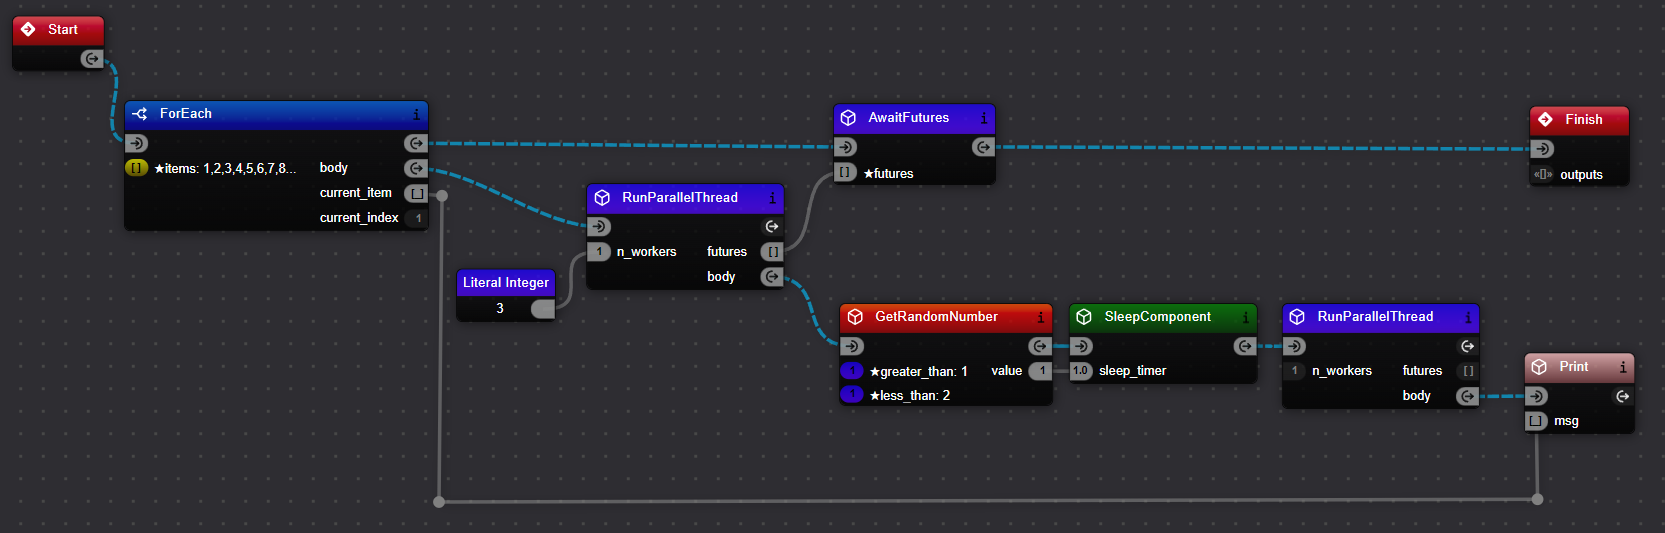 Start
ForEach
★items: 1,2,3,4,5,6,7,8...
body
current_item
current_index
1
RunParallelThread
1
n_workers
futures
body
Literal Integer
3
AwaitFutures
★futures
GetRandomNumber
1
★greater_than: 1
value
1
1
★less_than: 2
SleepComponent
1.0
sleep_timer
RunParallelThread
1
n_workers
futures
body
Print
msg
Finish
outputs